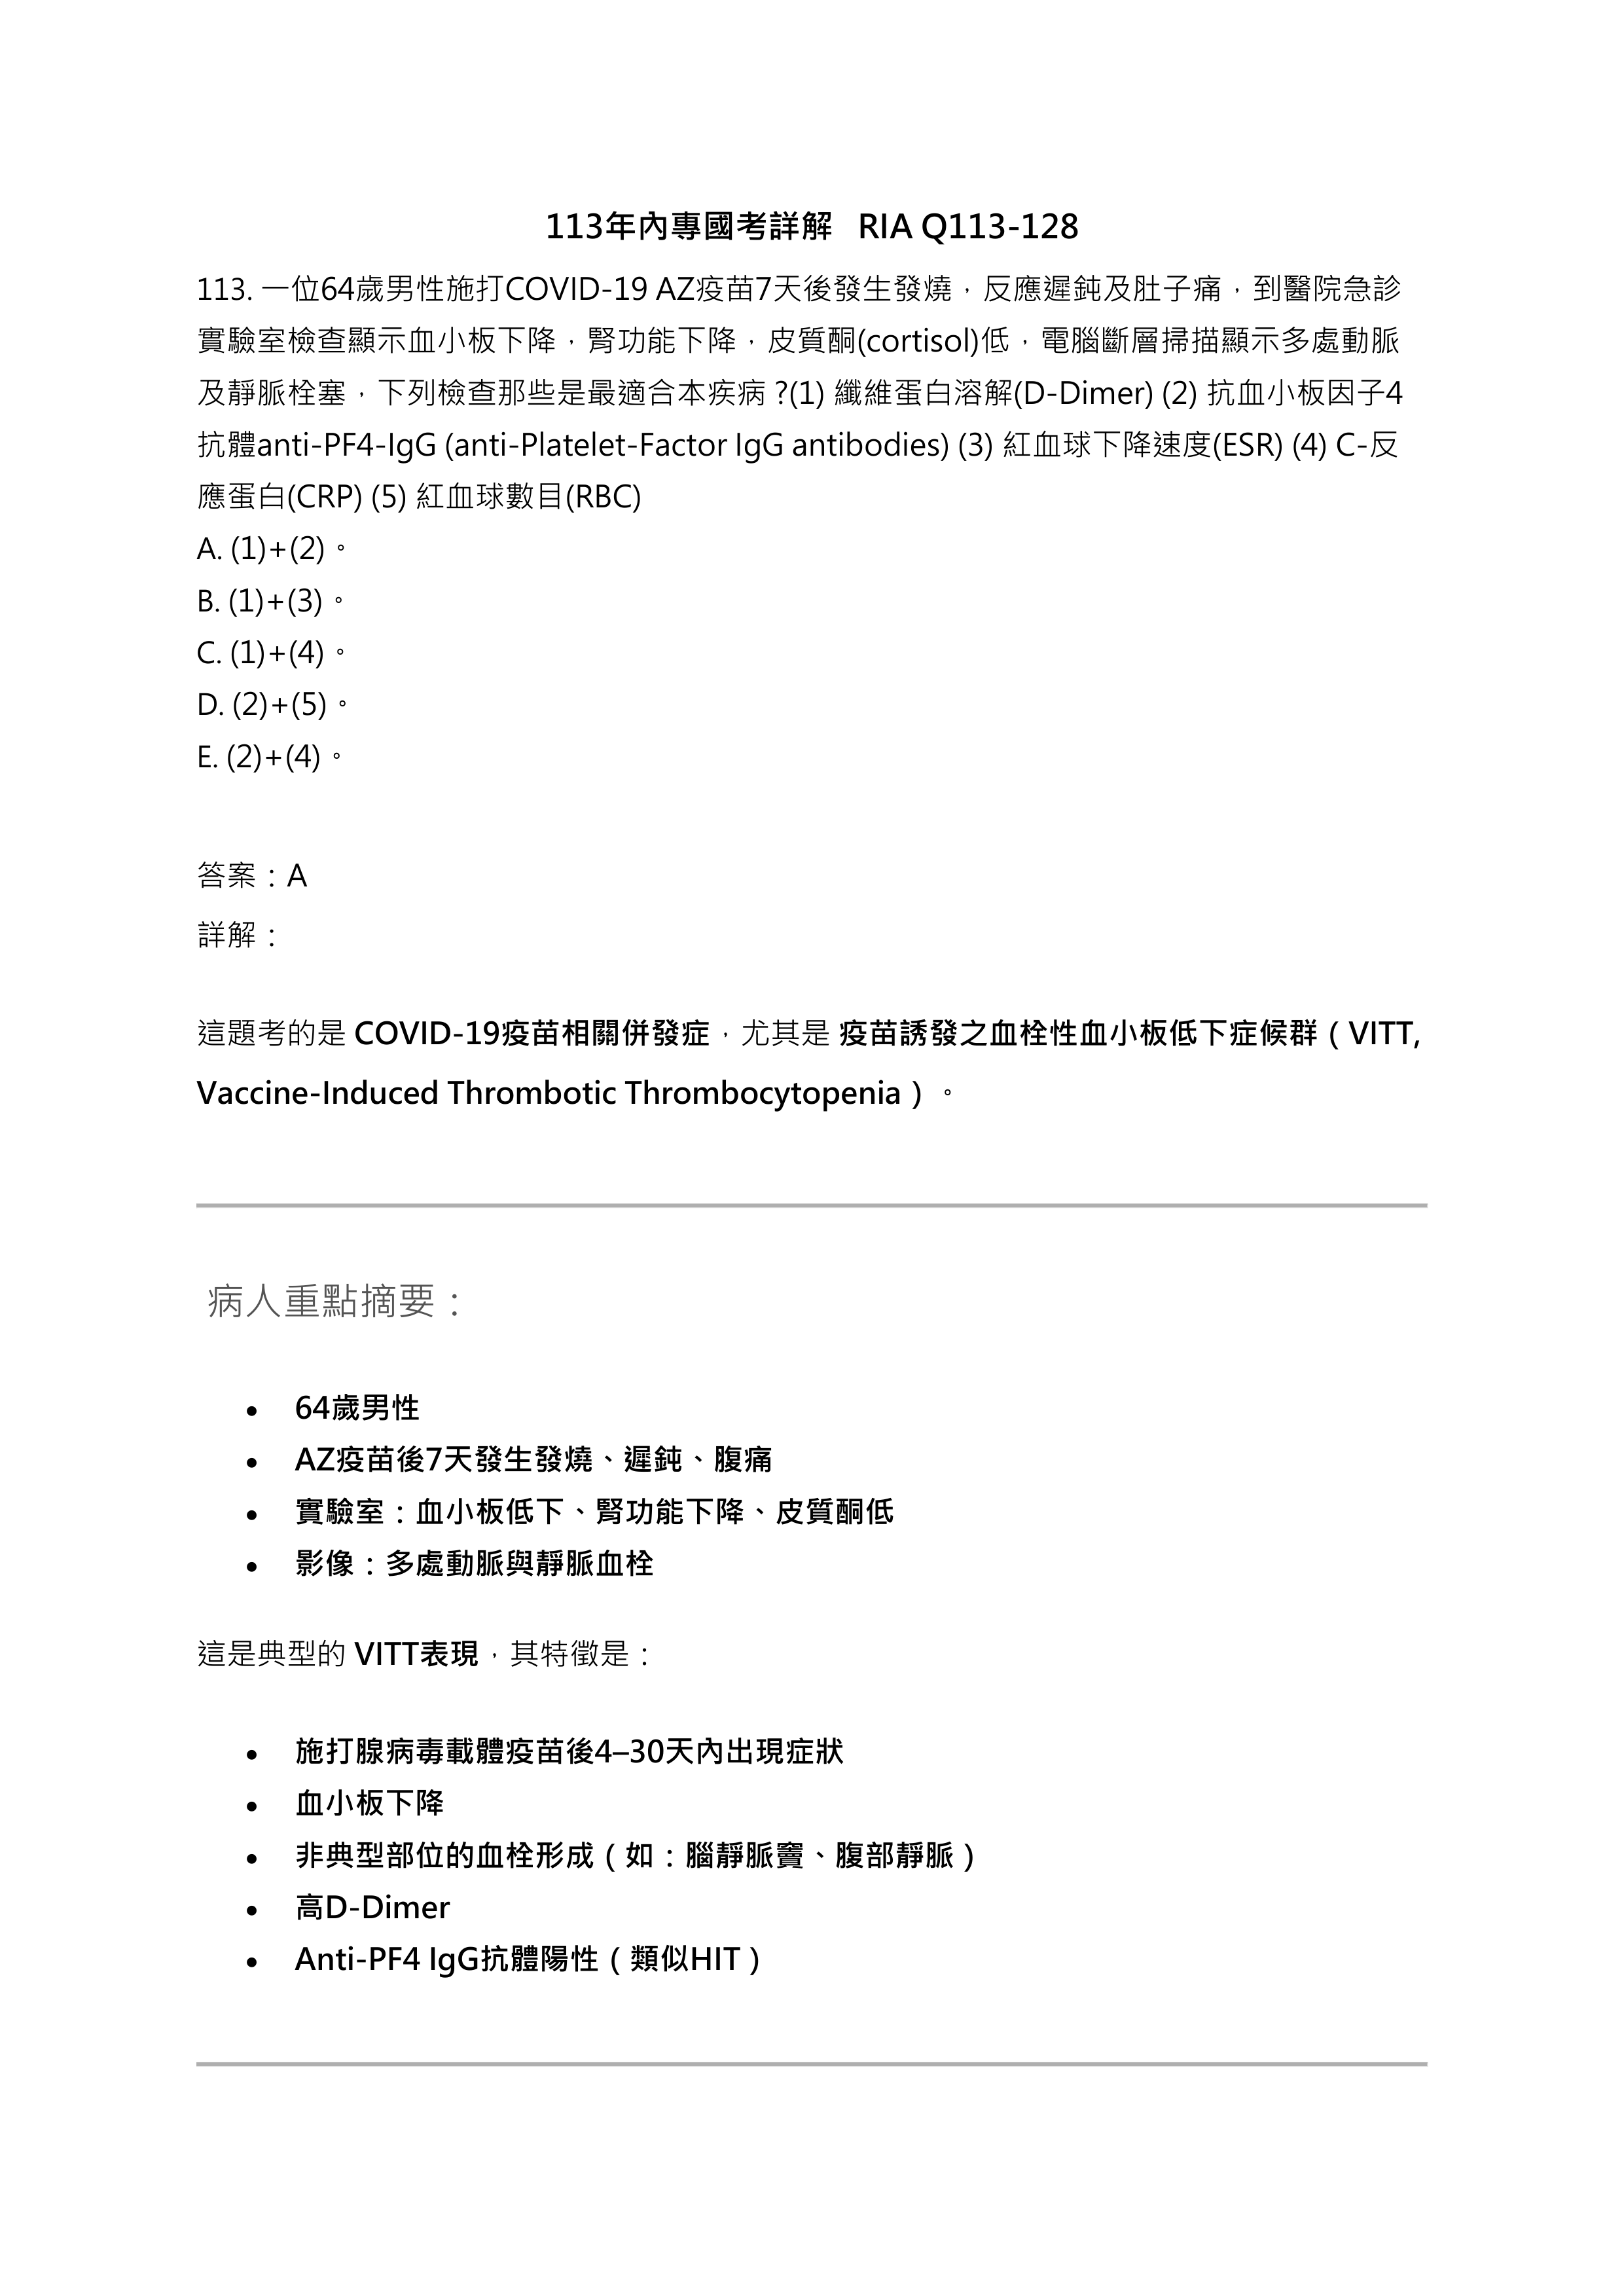 113年內專國考詳解 RIA Q113-128
113. 一位64歲男性施打COVID-19 AZ疫苗7天後發生發燒，反應遲鈍及肚子痛，到醫院急診
實驗室檢查顯示血小板下降，腎功能下降，皮質酮(cortisol)低，電腦斷層掃描顯示多處動脈
及靜脈栓塞，下列檢查那些是最適合本疾病 ?(1) 纖維蛋白溶解(D-Dimer) (2) 抗血小板因子4
抗體anti-PF4-IgG (anti-Platelet-Factor IgG antibodies) (3) 紅血球下降速度(ESR) (4) C-反
應蛋白(CRP) (5) 紅血球數目(RBC)
A. (1)+(2)。
B. (1)+(3)。
C. (1)+(4)。
D. (2)+(5)。
E. (2)+(4)。
答案：A
詳解：
這題考的是 COVID-19疫苗相關併發症，尤其是 疫苗誘發之血栓性血小板低下症候群（VITT,
Vaccine-Induced Thrombotic Thrombocytopenia）。
病人重點摘要：
● 64歲男性
● AZ疫苗後7天發生發燒、遲鈍、腹痛
● 實驗室：血小板低下、腎功能下降、皮質酮低
● 影像：多處動脈與靜脈血栓
這是典型的 VITT表現，其特徵是：
● 施打腺病毒載體疫苗後4–30天內出現症狀
● 血小板下降
● 非典型部位的血栓形成（如：腦靜脈竇、腹部靜脈）
● 高D-Dimer
● Anti-PF4 IgG抗體陽性（類似HIT）